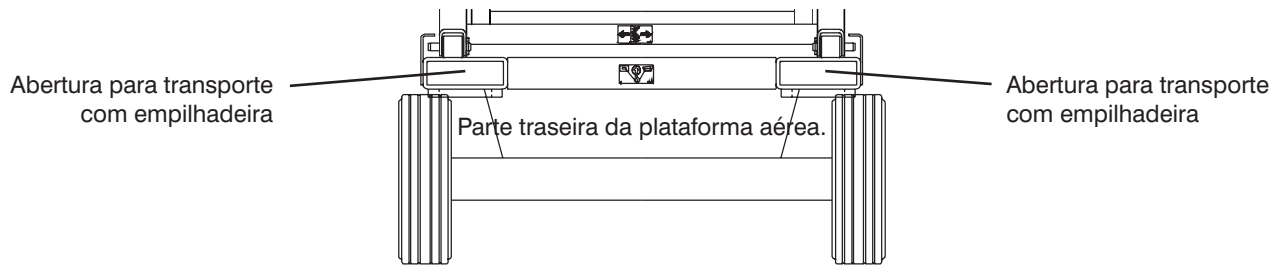 Abertura para transporte
com empilhadeira
Parte traseira da plataforma aérea.
Abertura para transporte
com empilhadeira